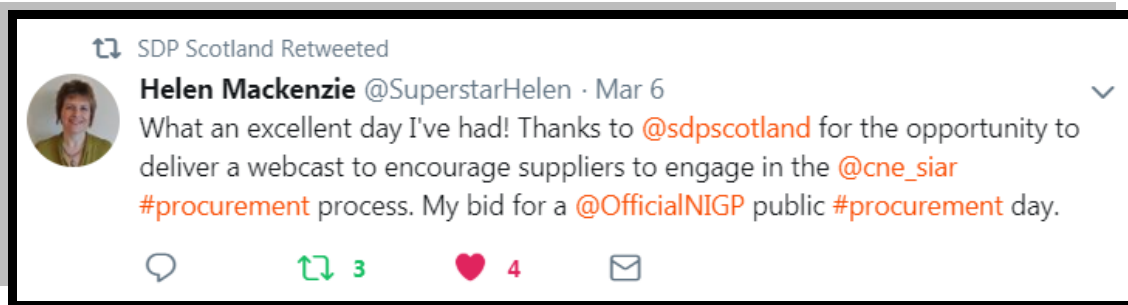 SDP Scotland Retweeted
Helen Mackenzie @SuperstarHelen · Mar 6
What an excellent day I've had! Thanks to @sdpscotland for the opportunity to
deliver a webcast to encourage suppliers to engage in the @cne_siar
#procurement process. My bid for a @OfficialNIGP public #procurement day.
3 4